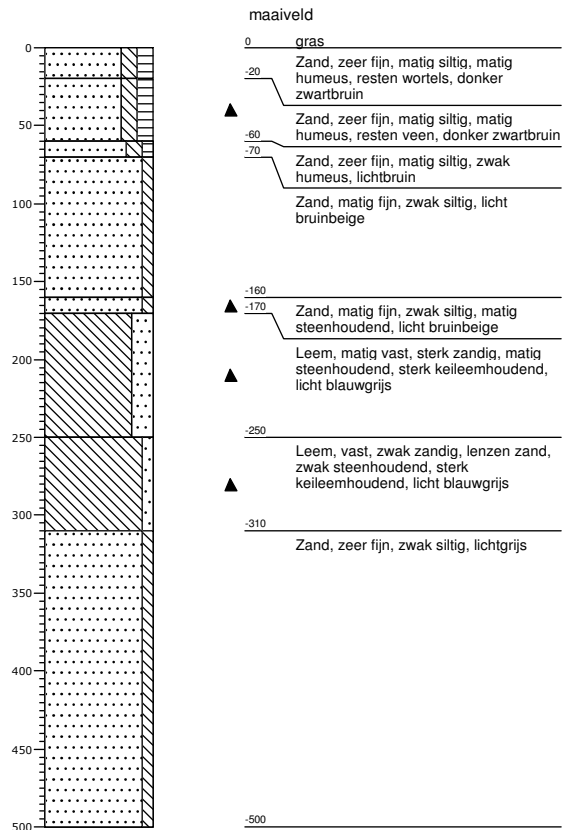 maaiveld
0
0
gras
Zand, zeer fijn, matig siltig, matig
humeus, resten wortels, donker
zwartbruin
-20
50
Zand, zeer fijn, matig siltig, matig
humeus, resten veen, donker zwartbruin
-60
-70
Zand, zeer fijn, matig siltig, zwak
humeus, lichtbruin
100
Zand, matig fijn, zwak siltig, licht
bruinbeige
150
-160
-170
Zand, matig fijn, zwak siltig, matig
steenhoudend, licht bruinbeige
200
Leem, matig vast, sterk zandig, matig
steenhoudend, sterk keileemhoudend,
licht blauwgrijs
250
-250
Leem, vast, zwak zandig, lenzen zand,
zwak steenhoudend, sterk
keileemhoudend, licht blauwgrijs
300
-310
Zand, zeer fijn, zwak siltig, lichtgrijs
350
400
450
500
-500